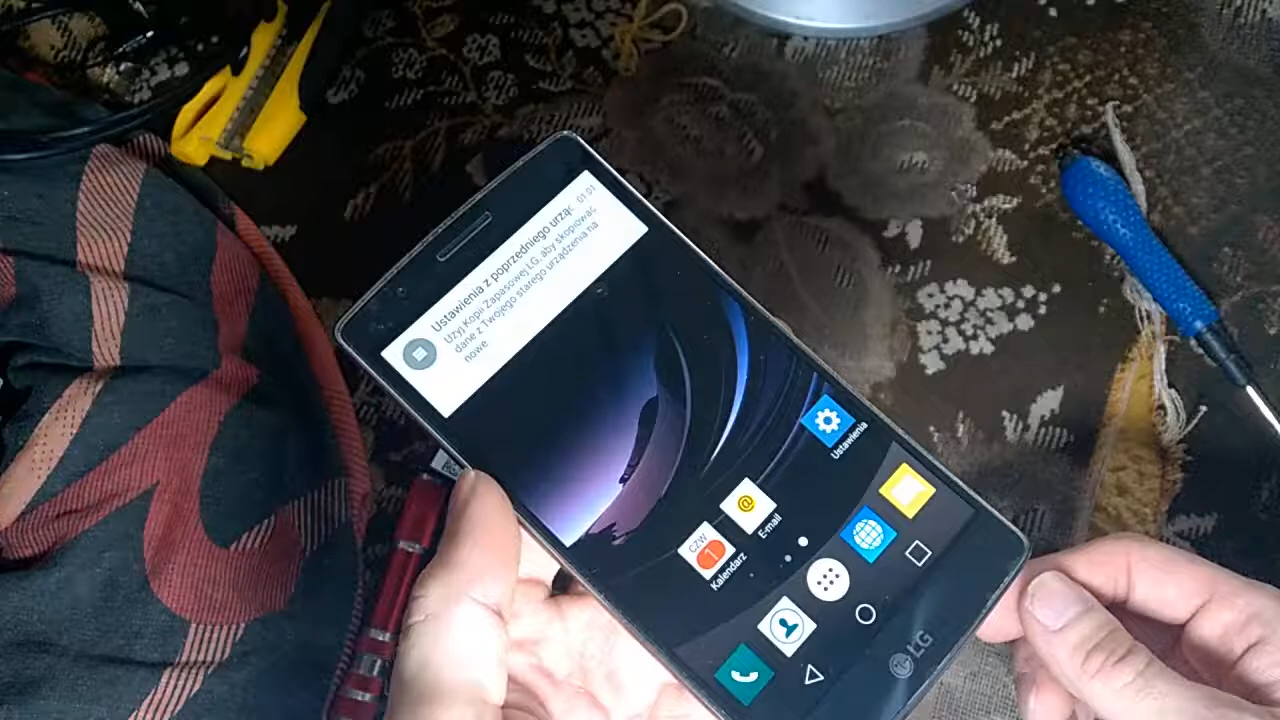 Ustawienia z poprzedniego urząc 01:01
Użyj Kopii Zapasowej LG, aby skopiować
dane z Twojego starego urządzenia na
nowe
Ustawienia
@
E-mail
CZW
1
Kalendarz
LG